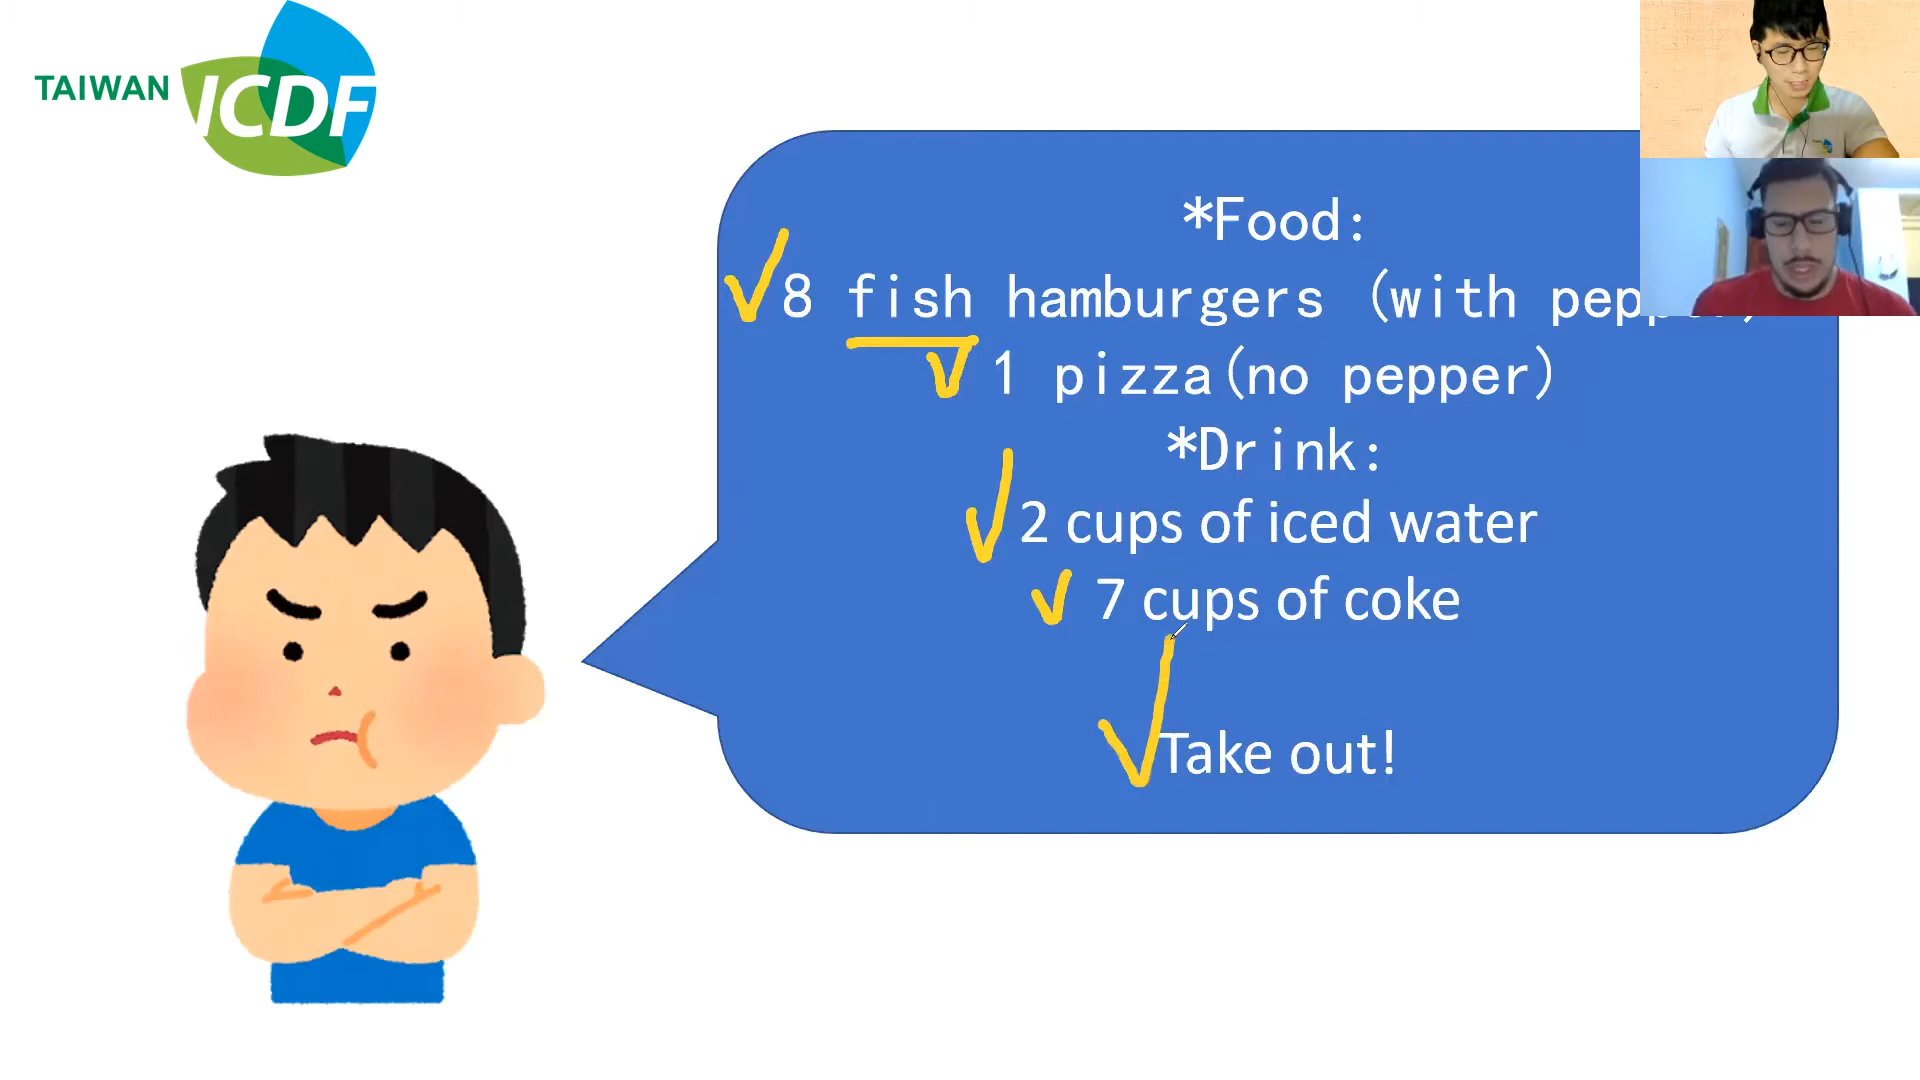 TAIWAN ICDF
*Food:
8 fish hamburgers (with
1 pizza(no pepper)
*Drink:
2 cups of iced water
7 cups of coke
Take out!